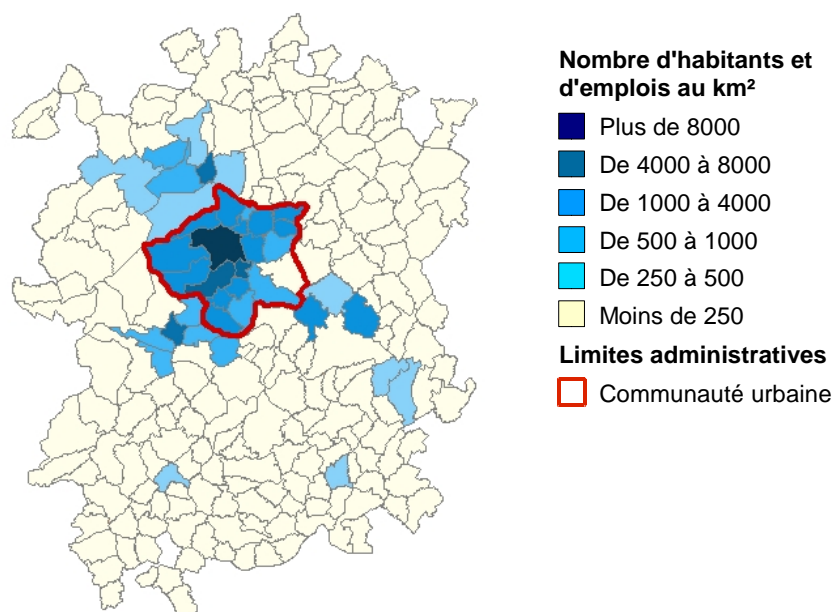 Nombre d'habitants et
d'emplois au km²
Plus de 8000
De 4000 à 8000
De 1000 à 4000
De 500 à 1000
De 250 à 500
Moins de 250
Limites administratives
Communauté urbaine